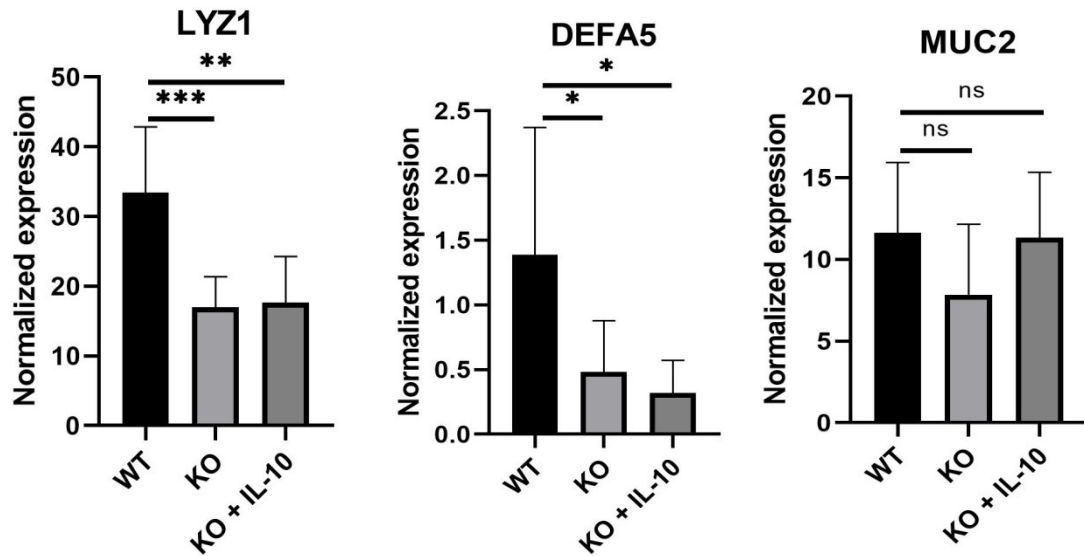 LYZ1
**
***
Normalized expression
50
40
30
20
10
0
WT
KO
KO + IL-10
DEFA5
*
*
Normalized expression
2.5
2.0
1.5
1.0
0.5
0.0
WT
KO
KO + IL-10
MUC2
ns
ns
Normalized expression
20
15
10
5
0
WT
KO
KO + IL-10